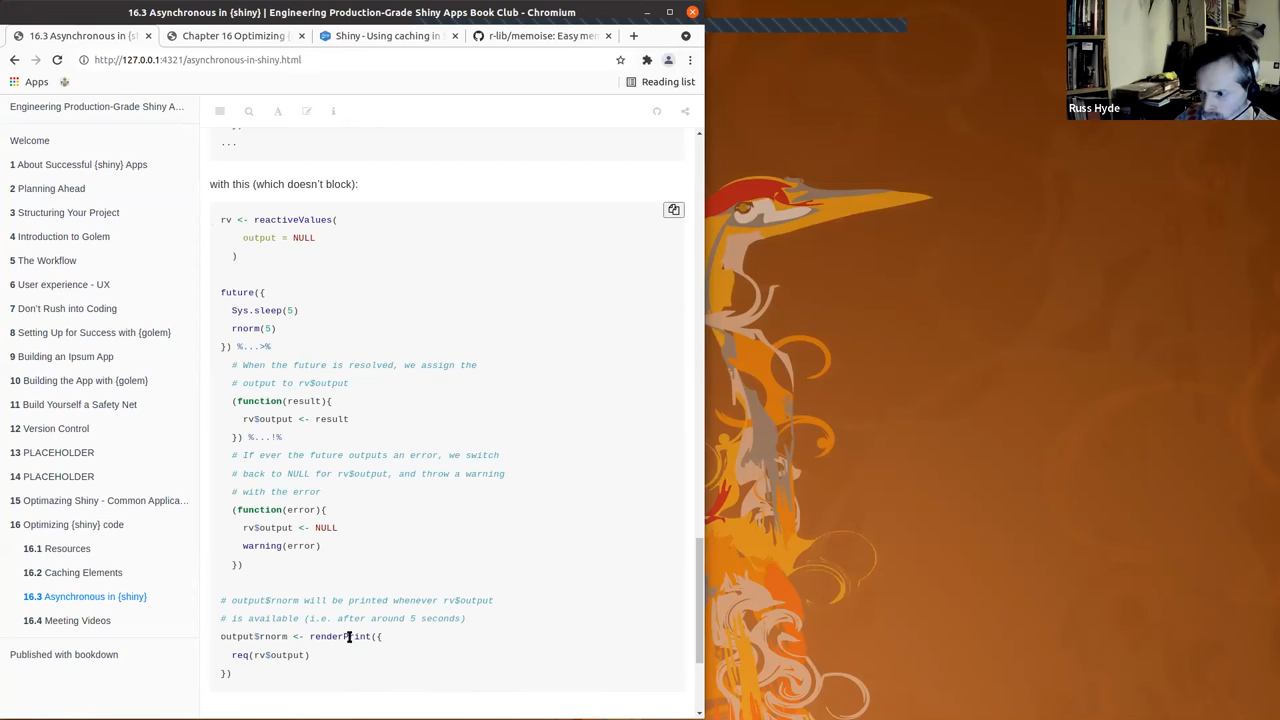 16.3 Asynchronous in {shiny} | Engineering Production-Grade Shiny Apps Book Club - Chromium
16.3 Asynchronous in {sh
Chapter 16 Optimizing
Shiny - Using caching in
r-lib/memoise: Easy mem
http://127.0.0.1:4321/asynchronous-in-shiny.html
Apps
Reading list
Engineering Production-Grade Shiny A...
Welcome
1 About Successful {shiny} Apps
2 Planning Ahead
3 Structuring Your Project
4 Introduction to Golem
5 The Workflow
6 User experience - UX
7 Don't Rush into Coding
8 Setting Up for Success with {golem}
9 Building an Ipsum App
10 Building the App with {golem}
11 Build Yourself a Safety Net
12 Version Control
13 PLACEHOLDER
14 PLACEHOLDER
15 Optimazing Shiny - Common Applica...
16 Optimizing {shiny} code
16.1 Resources
16.2 Caching Elements
16.3 Asynchronous in {shiny}
16.4 Meeting Videos
Published with bookdown
...
with this (which doesn't block):
rv <- reactiveValues(
output = NULL
)
future({
Sys.sleep(5)
rnorm(5)
}) %...>%
# When the future is resolved, we assign the
# output to rv$output
(function(result){
rv$output <- result
}) %...!%
# If ever the future outputs an error, we switch
# back to NULL for rv$output, and throw a warning
# with the error
(function(error){
rv$output <- NULL
warning(error)
})
# output$rnorm will be printed whenever rv$output
# is available (i.e. after around 5 seconds)
output$rnorm <- renderPrint({
req(rv$output)
})
Russ Hyde